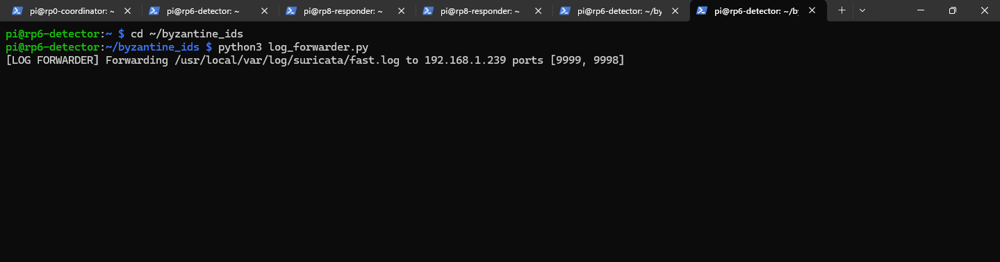 pi@rp0-coordinator: ~
pi@rp6-detector: ~
pi@rp8-responder: ~
pi@rp8-responder: ~
pi@rp6-detector: ~/by
pi@rp6-detector: ~/by
pi@rp6-detector:~ $ cd ~/byzantine_ids
pi@rp6-detector:~/byzantine_ids $ python3 log_forwarder.py
[LOG FORWARDER] Forwarding /usr/local/var/log/suricata/fast.log to 192.168.1.239 ports [9999, 9998]